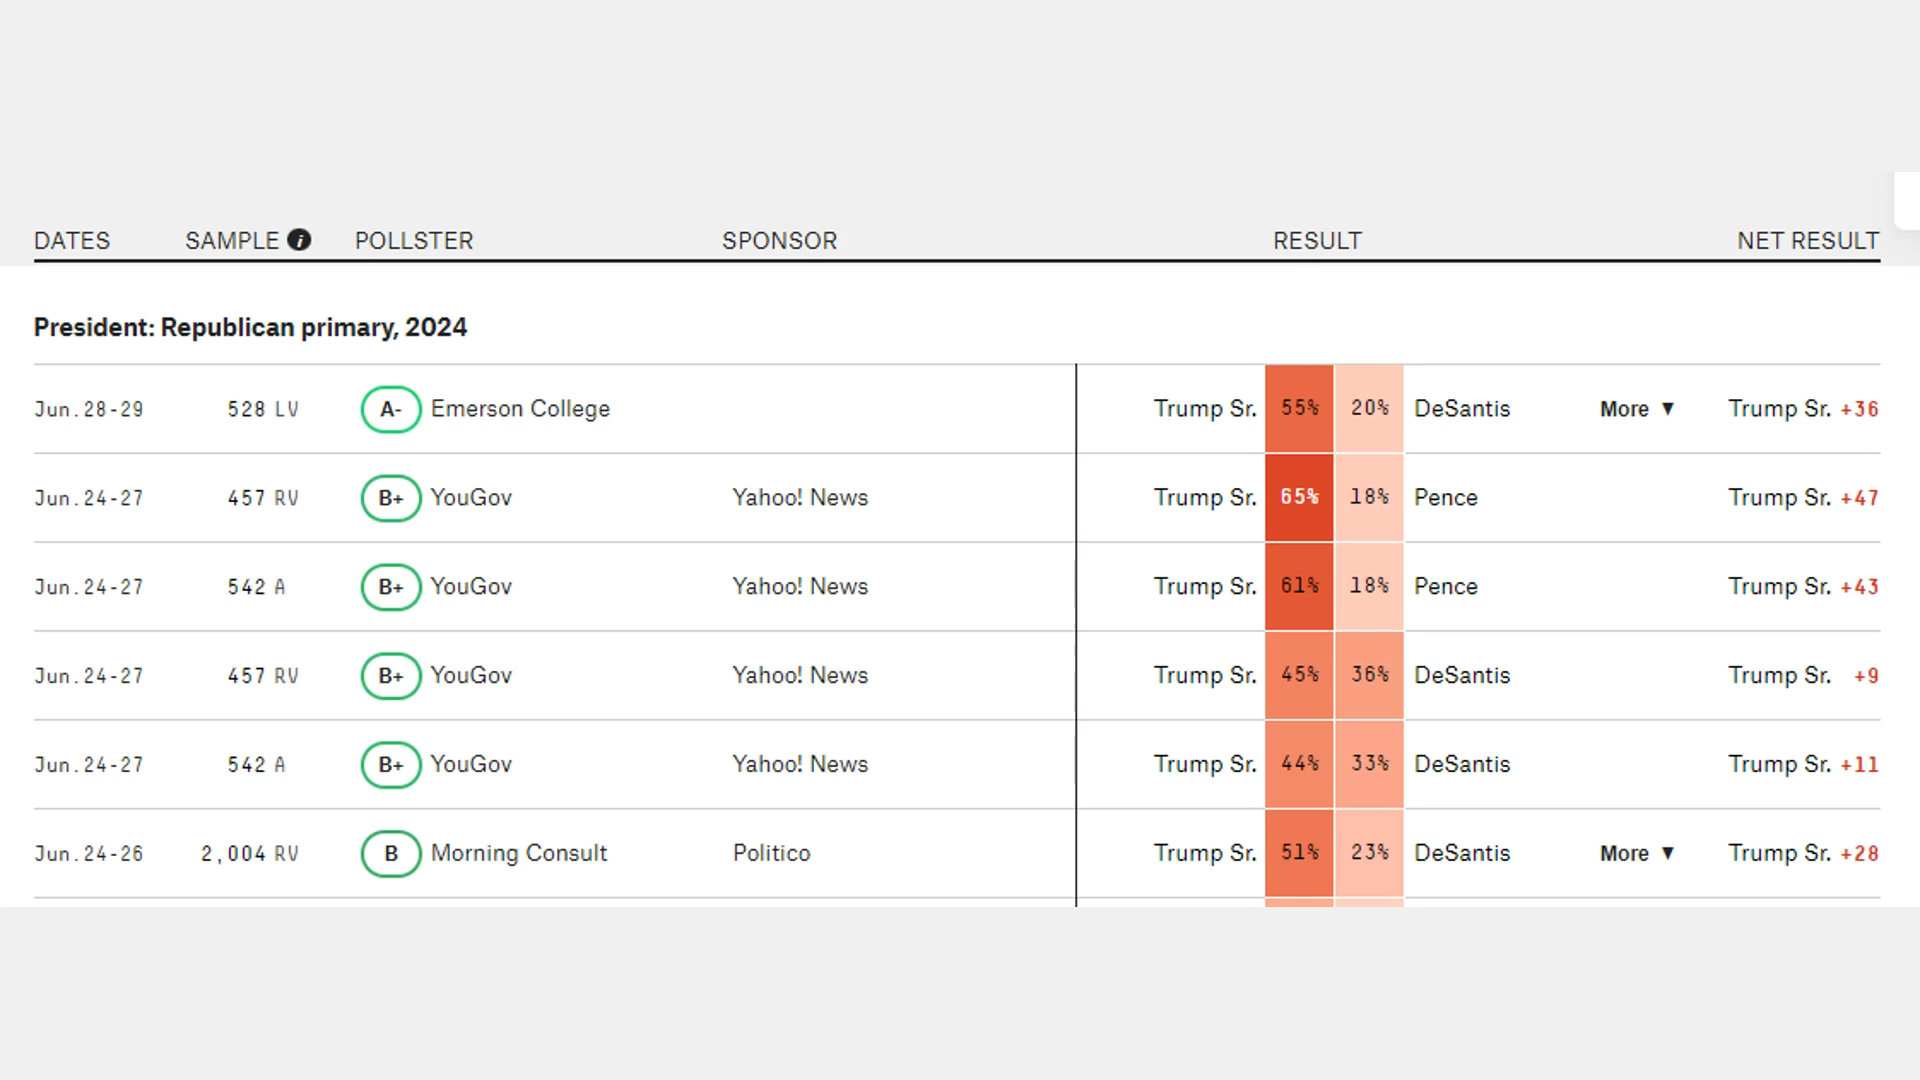 DATES SAMPLE i POLLSTER SPONSOR RESULT NET RESULT
President: Republican primary, 2024
Jun.28-29 528 LV A- Emerson College Trump Sr. 55% 20% DeSantis More ▼ Trump Sr. +36
Jun.24-27 457 RV B+ YouGov Yahoo! News Trump Sr. 65% 18% Pence Trump Sr. +47
Jun.24-27 542 A B+ YouGov Yahoo! News Trump Sr. 61% 18% Pence Trump Sr. +43
Jun.24-27 457 RV B+ YouGov Yahoo! News Trump Sr. 45% 36% DeSantis Trump Sr. +9
Jun.24-27 542 A B+ YouGov Yahoo! News Trump Sr. 44% 33% DeSantis Trump Sr. +11
Jun.24-26 2,004 RV B Morning Consult Politico Trump Sr. 51% 23% DeSantis More ▼ Trump Sr. +28